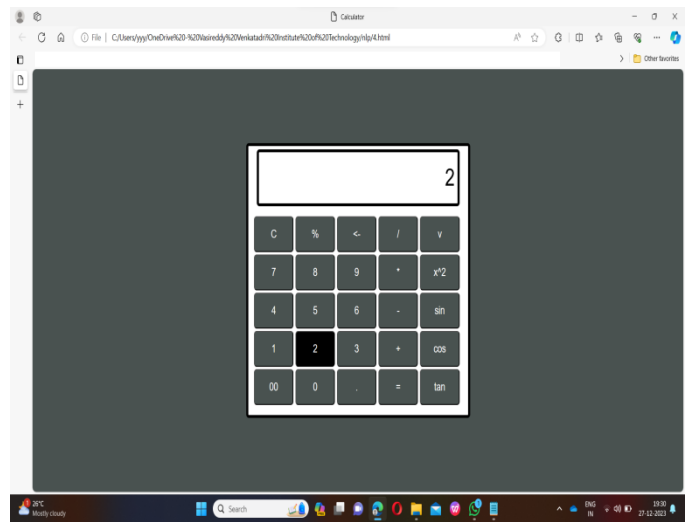 Calculator
File | C:/Users/yyy/OneDrive%20-%20Vasireddy%20Venkatadri%20Institute%20of%20Technology/nlp/4.html
Other favorites
2
C % <- / v
7 8 9 * x^2
4 5 6 - sin
1 2 3 + cos
00 0 . = tan
26°C
Mostly cloudy
Search
ENG
IN
19:30
27-12-2023